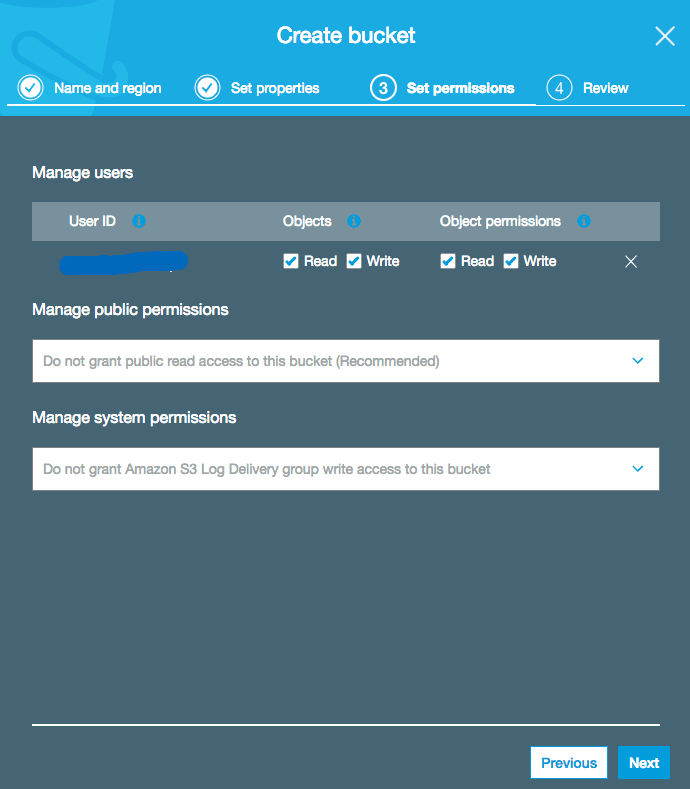 Create bucket
Name and region Set properties 3 Set permissions 4 Review
Manage users
User ID Objects Object permissions
Read Write Read Write
Manage public permissions
Do not grant public read access to this bucket (Recommended)
Manage system permissions
Do not grant Amazon S3 Log Delivery group write access to this bucket
Previous Next